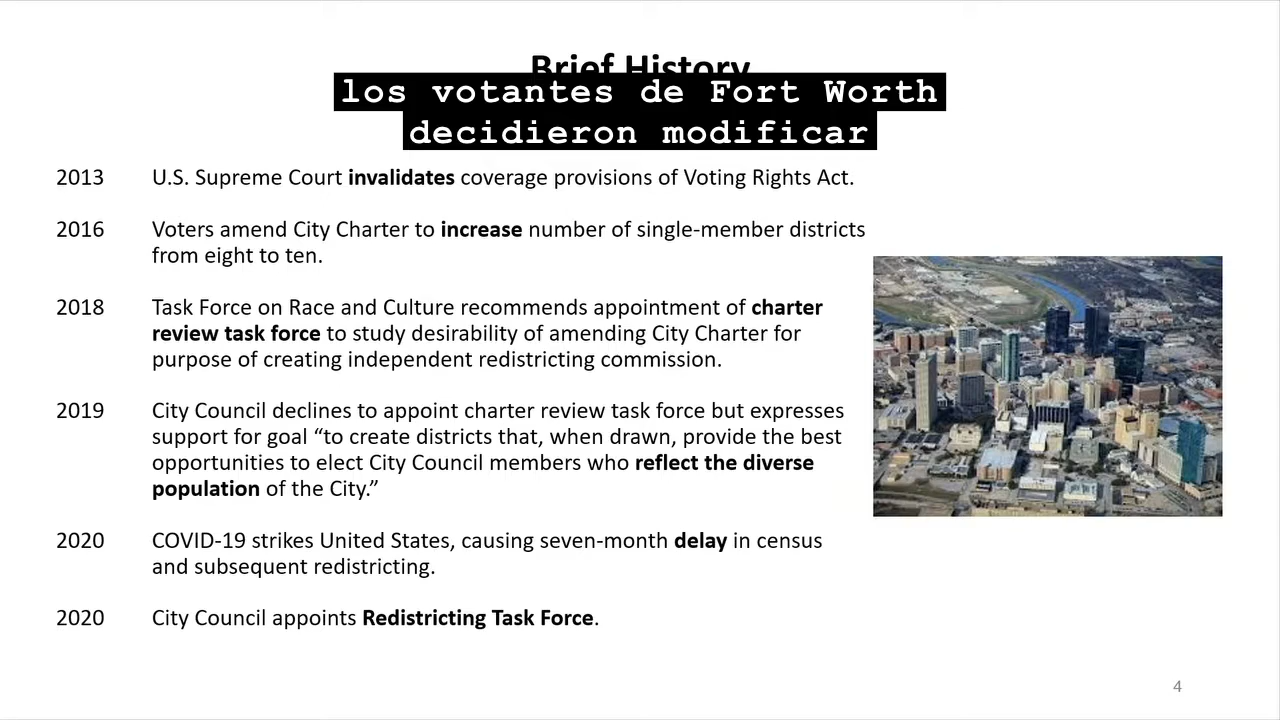 Brief History
los votantes de Fort Worth
decidieron modificar
2013 U.S. Supreme Court invalidates coverage provisions of Voting Rights Act.
2016 Voters amend City Charter to increase number of single-member districts
from eight to ten.
2018 Task Force on Race and Culture recommends appointment of charter
review task force to study desirability of amending City Charter for
purpose of creating independent redistricting commission.
2019 City Council declines to appoint charter review task force but expresses
support for goal “to create districts that, when drawn, provide the best
opportunities to elect City Council members who reflect the diverse
population of the City.”
2020 COVID-19 strikes United States, causing seven-month delay in census
and subsequent redistricting.
2020 City Council appoints Redistricting Task Force.
4